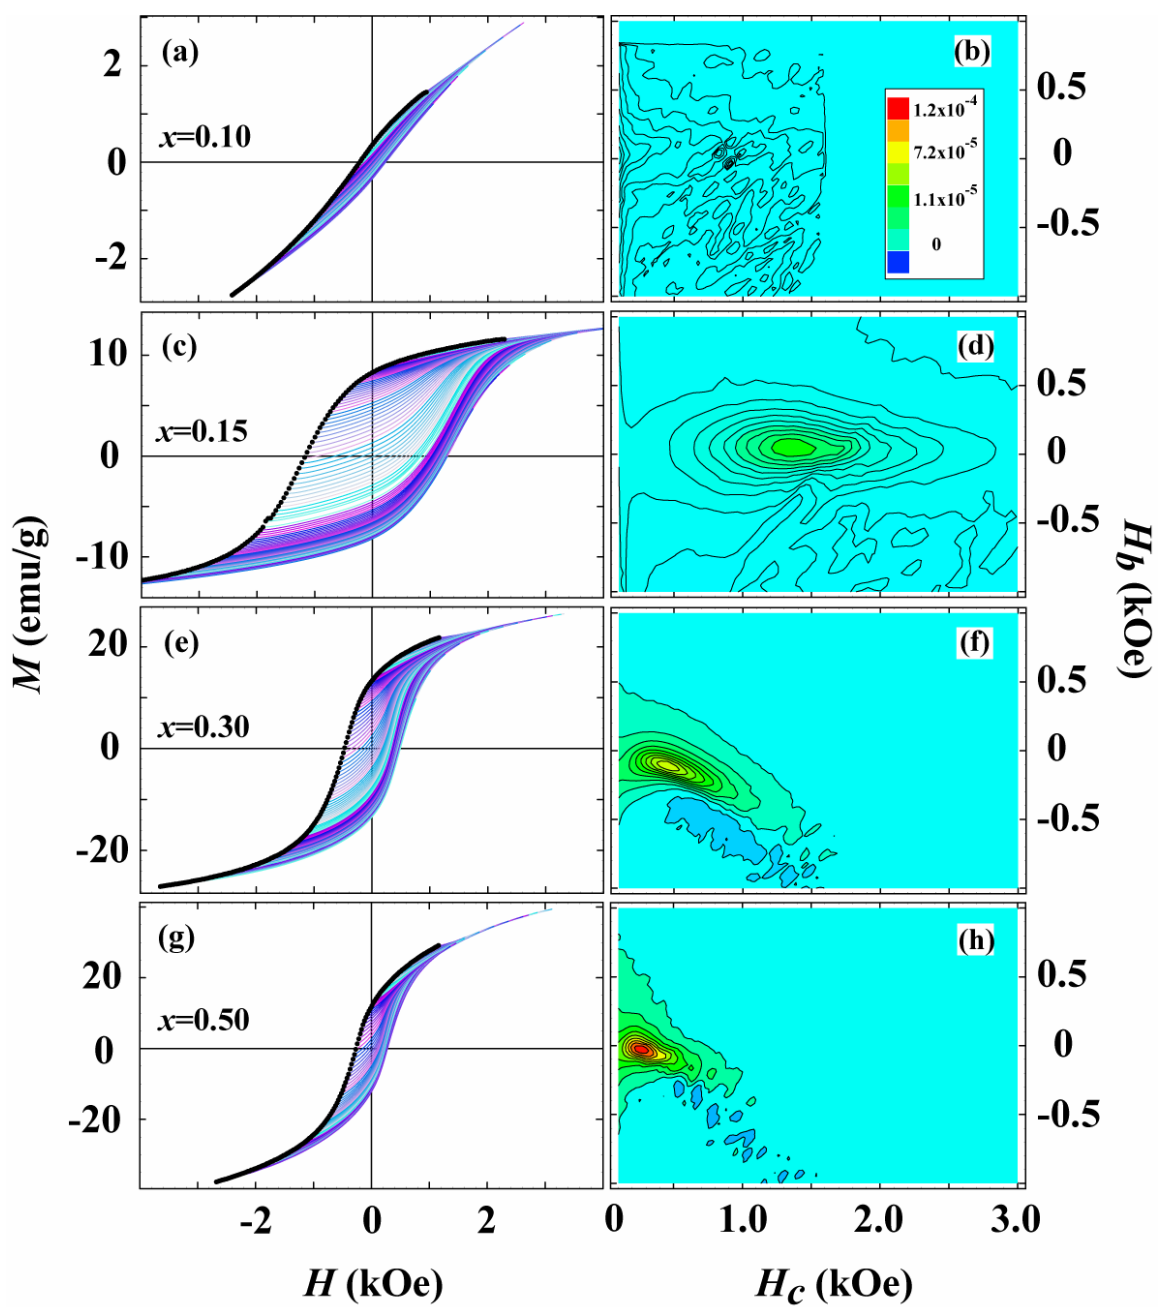 (a)
x=0.10
2
0
-2
(b)
1.2x10⁻⁴
7.2x10⁻⁵
1.1x10⁻⁵
0
0.5
0
-0.5
(c)
x=0.15
10
0
-10
(d)
0.5
0
-0.5
(e)
x=0.30
20
0
-20
(f)
0.5
0
-0.5
(g)
x=0.50
20
0
-20
(h)
0.5
0
-0.5
-2 0 2
0 1.0 2.0 3.0
M (emu/g)
H_b (kOe)
H (kOe)
H_c (kOe)